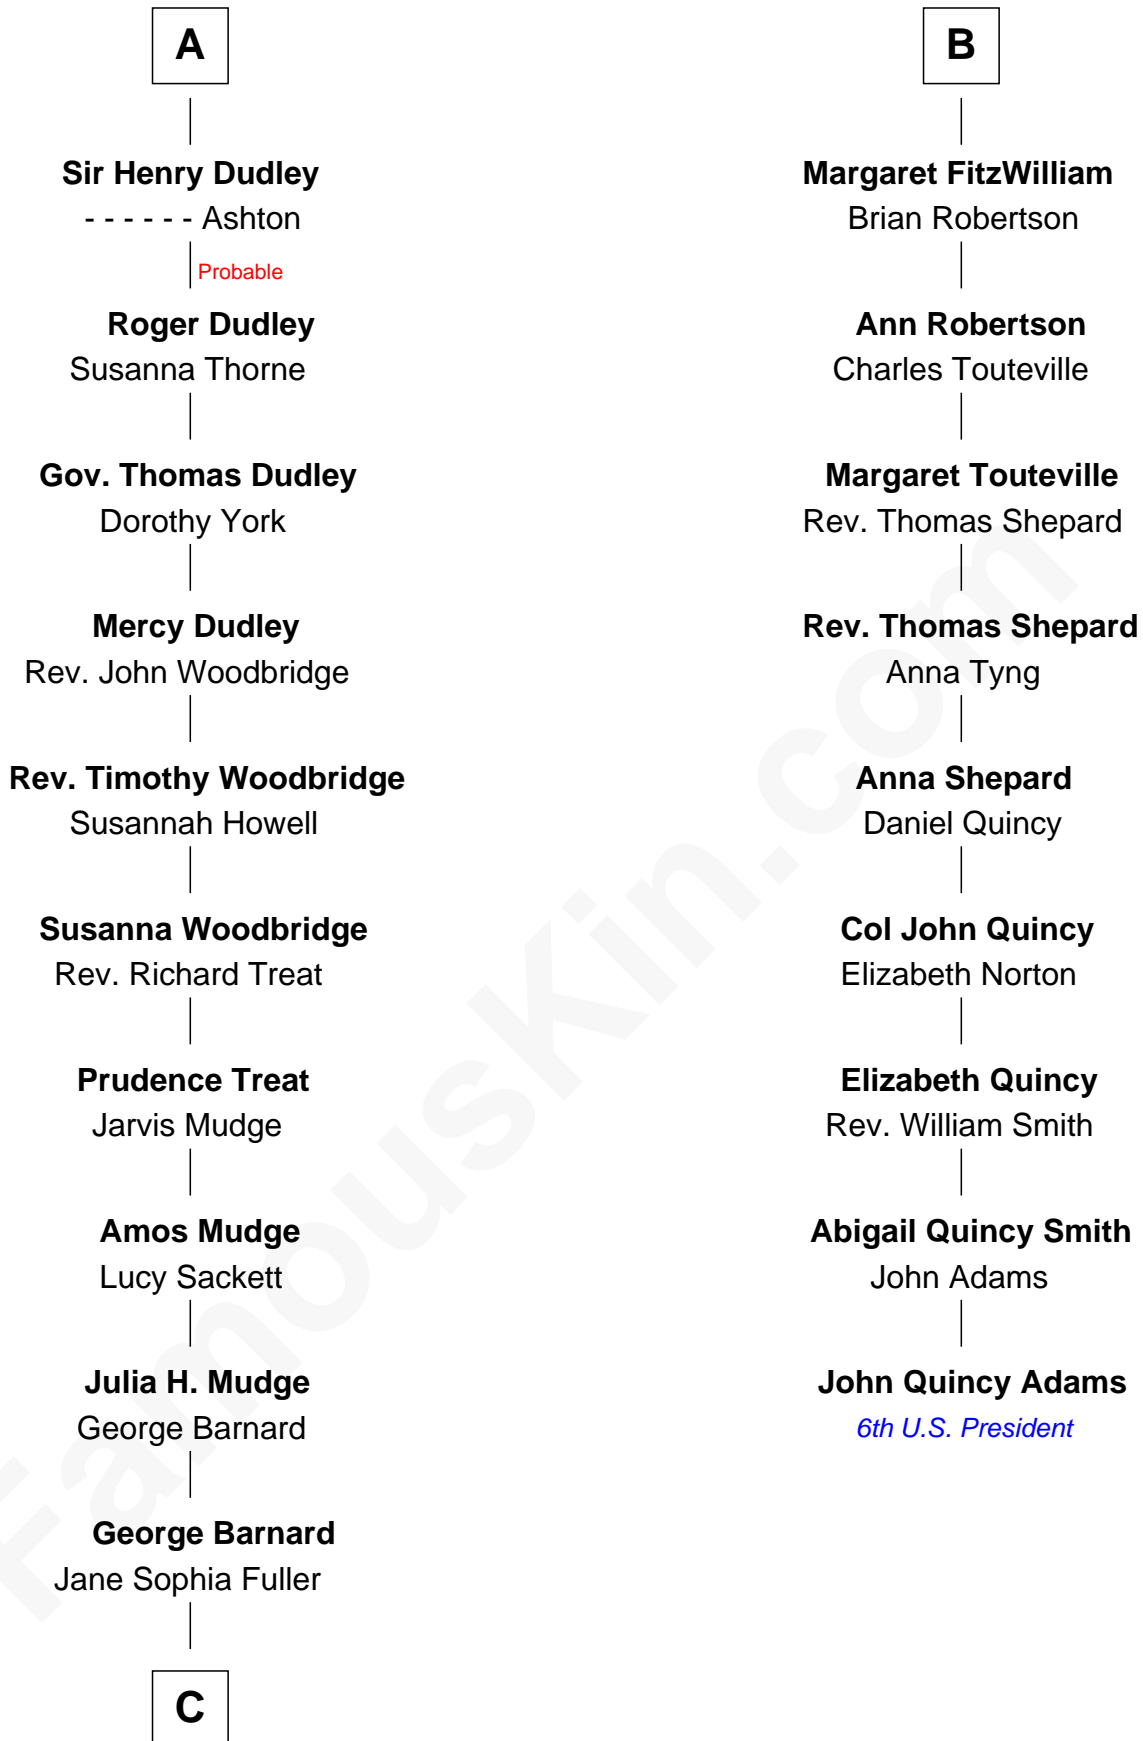 A
Sir Henry Dudley
- - - - - - Ashton
Probable
Roger Dudley
Susanna Thorne
Gov. Thomas Dudley
Dorothy York
Mercy Dudley
Rev. John Woodbridge
Rev. Timothy Woodbridge
Susannah Howell
Susanna Woodbridge
Rev. Richard Treat
Prudence Treat
Jarvis Mudge
Amos Mudge
Lucy Sackett
Julia H. Mudge
George Barnard
George Barnard
Jane Sophia Fuller
C
B
Margaret FitzWilliam
Brian Robertson
Ann Robertson
Charles Touteville
Margaret Touteville
Rev. Thomas Shepard
Rev. Thomas Shepard
Anna Tyng
Anna Shepard
Daniel Quincy
Col John Quincy
Elizabeth Norton
Elizabeth Quincy
Rev. William Smith
Abigail Quincy Smith
John Adams
John Quincy Adams
6th U.S. President
FamousKin.com